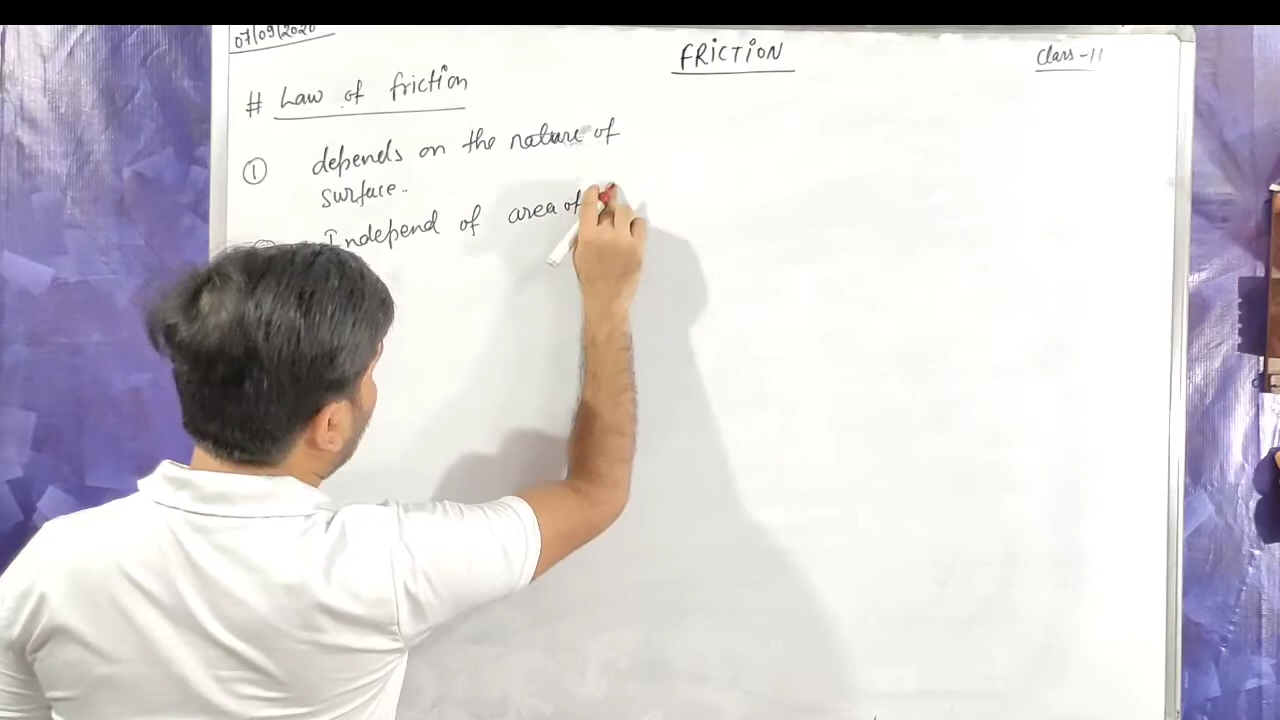 07/09/2020
FRICTION
Class - 11
# Law of friction
① depends on the nature of
surface..
Independ of area of